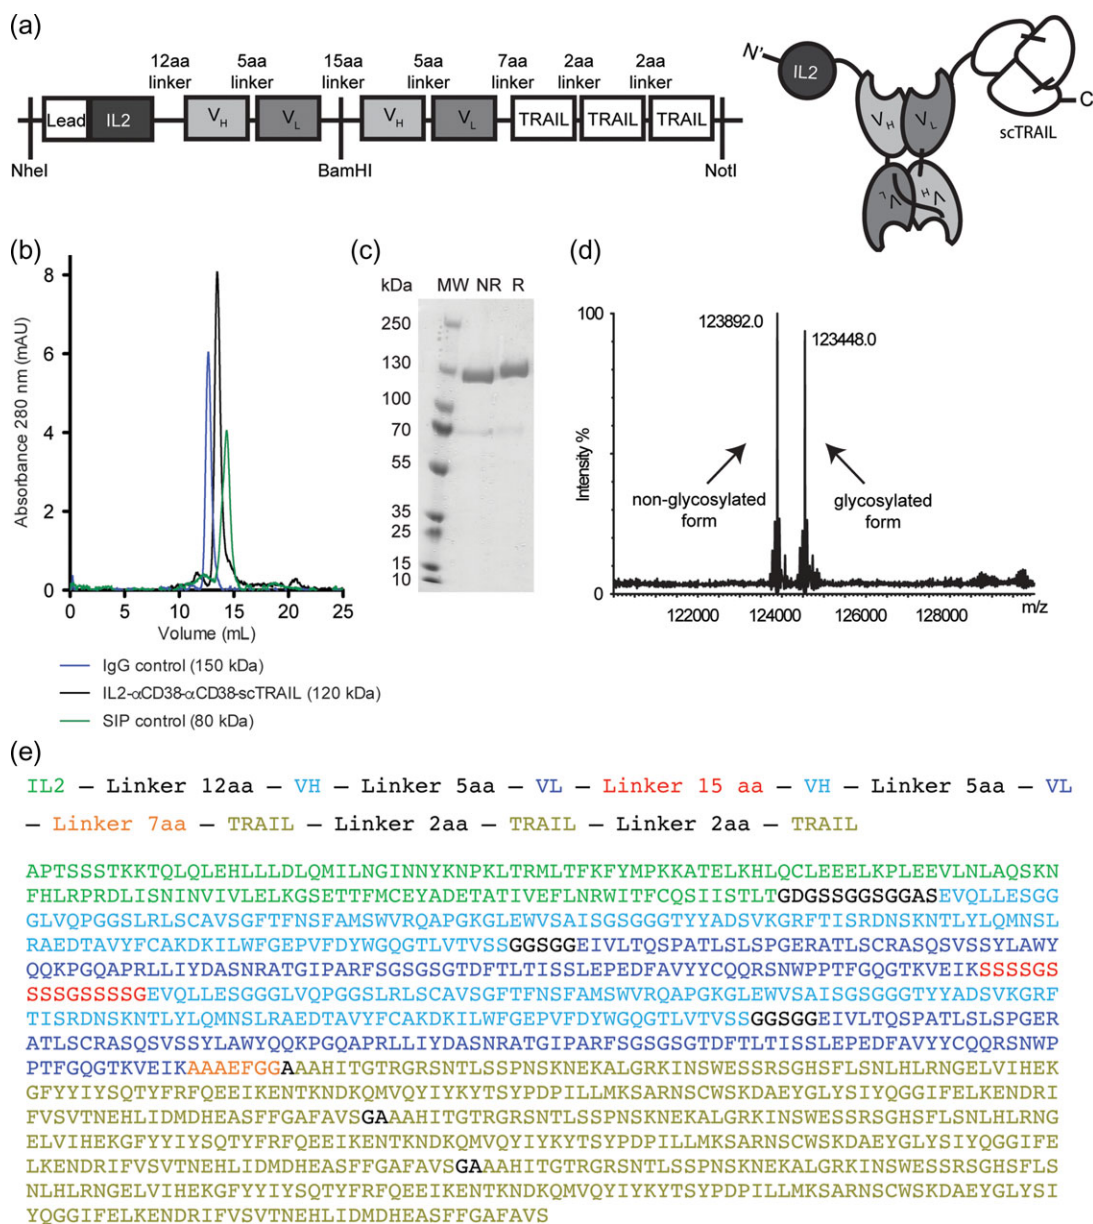 (a)
12aa linker
5aa linker
15aa linker
5aa linker
7aa linker
2aa linker
2aa linker
Lead IL2 VH VL VH VL TRAIL TRAIL TRAIL
NheI BamHI NotI
N' IL2 VH VL VL VH scTRAIL C
(b)
Absorbance 280 nm (mAU)
8
6
4
2
0
0 5 10 15 20 25
Volume (mL)
IgG control (150 kDa)
IL2-αCD38-αCD38-scTRAIL (120 kDa)
SIP control (80 kDa)
(c)
kDa MW NR R
250
130
100
70
55
35
25
15
10
(d)
100
123892.0
123448.0
Intensity %
non-glycosylated form
glycosylated form
0
122000 124000 126000 128000 m/z
(e)
IL2 – Linker 12aa – VH – Linker 5aa – VL – Linker 15 aa – VH – Linker 5aa – VL
– Linker 7aa – TRAIL – Linker 2aa – TRAIL – Linker 2aa – TRAIL
APTSSSTKKTQLQLEHLLLDLQMILNGINNYKNPKLTRMLTFKFYMPKKATELKHLQCLEEELKPLEEVLNLAQSKN
FHLRPRDLISNINVIVLELKGSETTFMCEYADETATIVEFLNRWITFCQSIISTLTGDGSSGGSGGASEVQLLESGG
GLVQPGGSLRLSCAVSGFTFNSFAMSWVRQAPGKGLEWVSAISGSGGGTYYADSVKGRFTISRDNSKNTLYLQMNSL
RAEDTAVYFCAKDKILWFGEPVFDYWGQGTLVTVSSGGSGGEIVLTQSPATLSLSPGERATLSCRASQSVSSYLAWY
QQKPGQAPRLLIYDASNRATGIPARFSGSGSGTDFTLTISSLEPEDFAVYYCQQRSNWPPTFGQGTKVEIKSSSSGS
SSSGSSSSGEVQLLESGGGLVQPGGSLRLSCAVSGFTFNSFAMSWVRQAPGKGLEWVSAISGSGGGTYYADSVKGRF
TISRDNSKNTLYLQMNSLRAEDTAVYFCAKDKILWFGEPVFDYWGQGTLVTVSSGGSGGEIVLTQSPATLSLSPGER
ATLSCRASQSVSSYLAWYQQKPGQAPRLLIYDASNRATGIPARFSGSGSGTDFTLTISSLEPEDFAVYYCQQRSNWP
PTFGQGTKVEIKAAAEFGGAAAHITGTRGRSNTLSSPNSKNEKALGRKINSWESSRSGHSFLSNLHLRNGELVIHEK
GFYYIYSQTYFRFQEEIKENTKNDKQMVQYIYKYTSYPDPILLMKSARNSCWSKDAEYGLYSIYQGGIFELKENDRI
FVSVTNEHLIDMDHEASFFGAFAVSGAAAHITGTRGRSNTLSSPNSKNEKALGRKINSWESSRSGHSFLSNLHLRNG
ELVIHEKGFYYIYSQTYFRFQEEIKENTKNDKQMVQYIYKYTSYPDPILLMKSARNSCWSKDAEYGLYSIYQGGIFE
LKENDRIFVSVTNEHLIDMDHEASFFGAFAVSGAAAHITGTRGRSNTLSSPNSKNEKALGRKINSWESSRSGHSFLS
NLHLRNGELVIHEKGFYYIYSQTYFRFQEEIKENTKNDKQMVQYIYKYTSYPDPILLMKSARNSCWSKDAEYGLYSI
YQGGIFELKENDRIFVSVTNEHLIDMDHEASFFGAFAVS